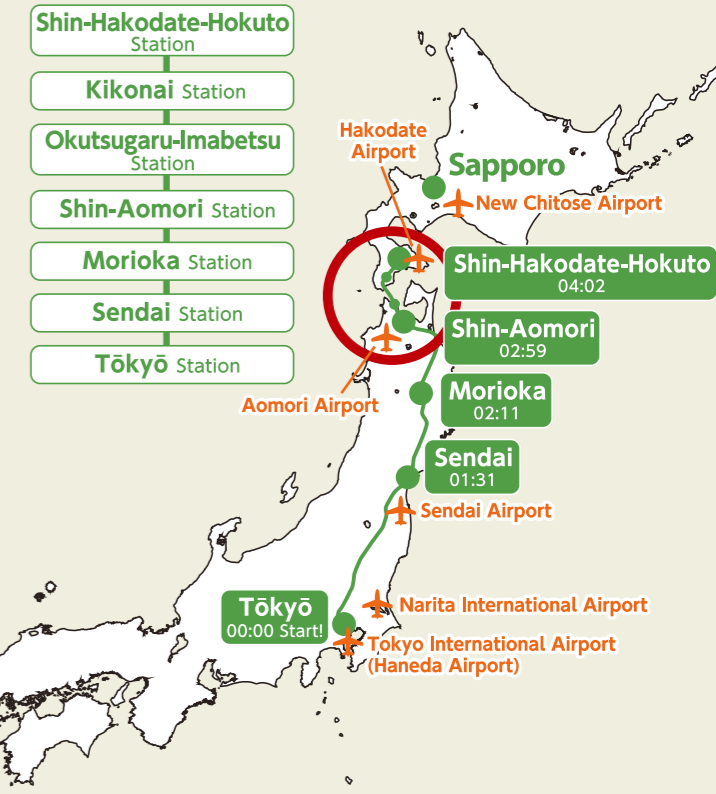 Shin-Hakodate-Hokuto
Station
Kikonai Station
Okutsugaru-Imabetsu
Station
Shin-Aomori Station
Morioka Station
Sendai Station
Tōkyō Station
Hakodate
Airport
Sapporo
New Chitose Airport
Shin-Hakodate-Hokuto
04:02
Shin-Aomori
02:59
Aomori Airport
Morioka
02:11
Sendai
01:31
Sendai Airport
Tōkyō
00:00 Start!
Narita International Airport
Tokyo International Airport
(Haneda Airport)